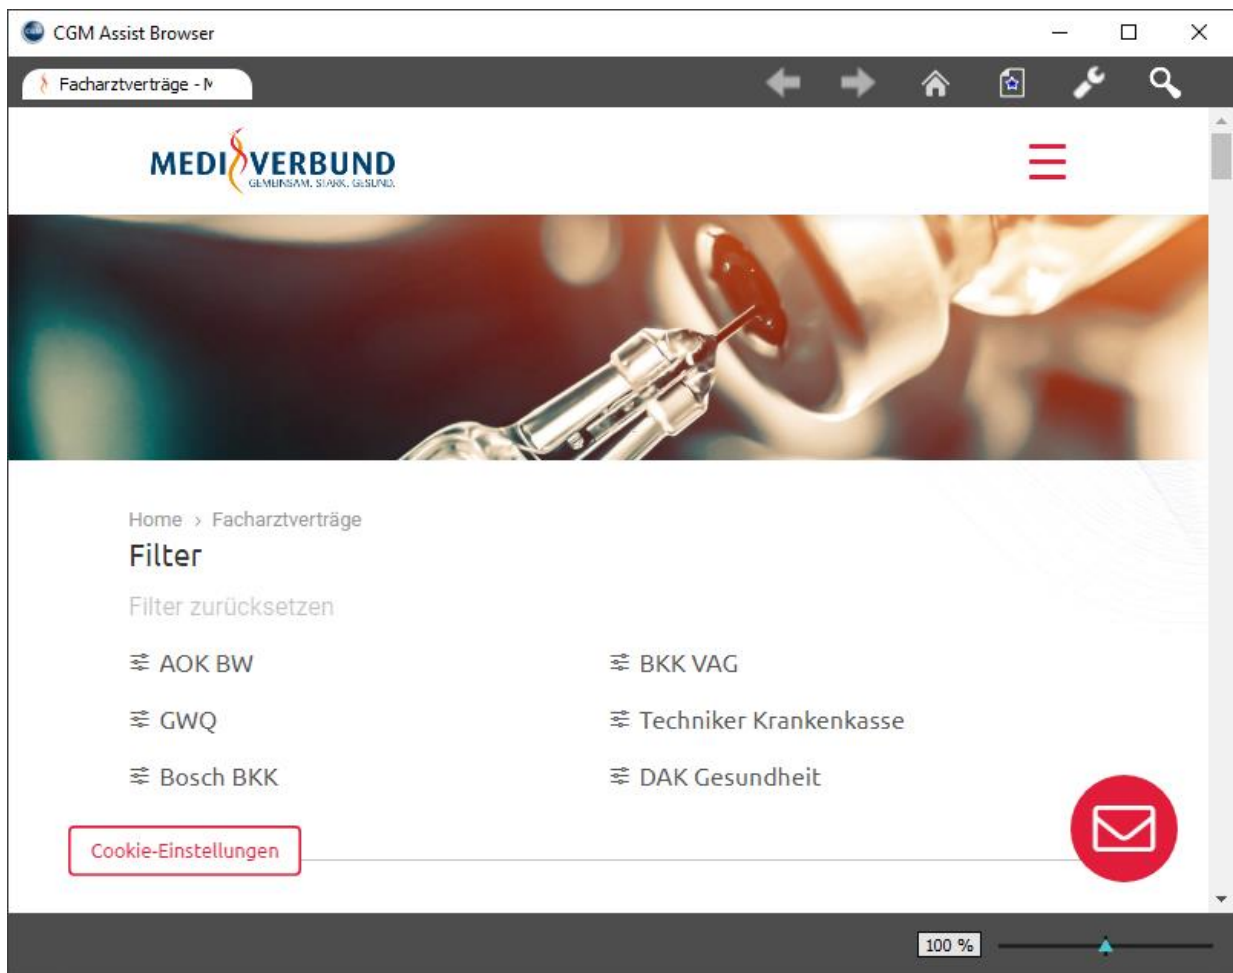 CGM Assist Browser
Facharztverträge - M
MEDI VERBUND
GEMEINSAM. STARK. GESUND.
Home › Facharztverträge
Filter
Filter zurücksetzen
AOK BW
BKK VAG
GWQ
Techniker Krankenkasse
Bosch BKK
DAK Gesundheit
Cookie-Einstellungen
100 %